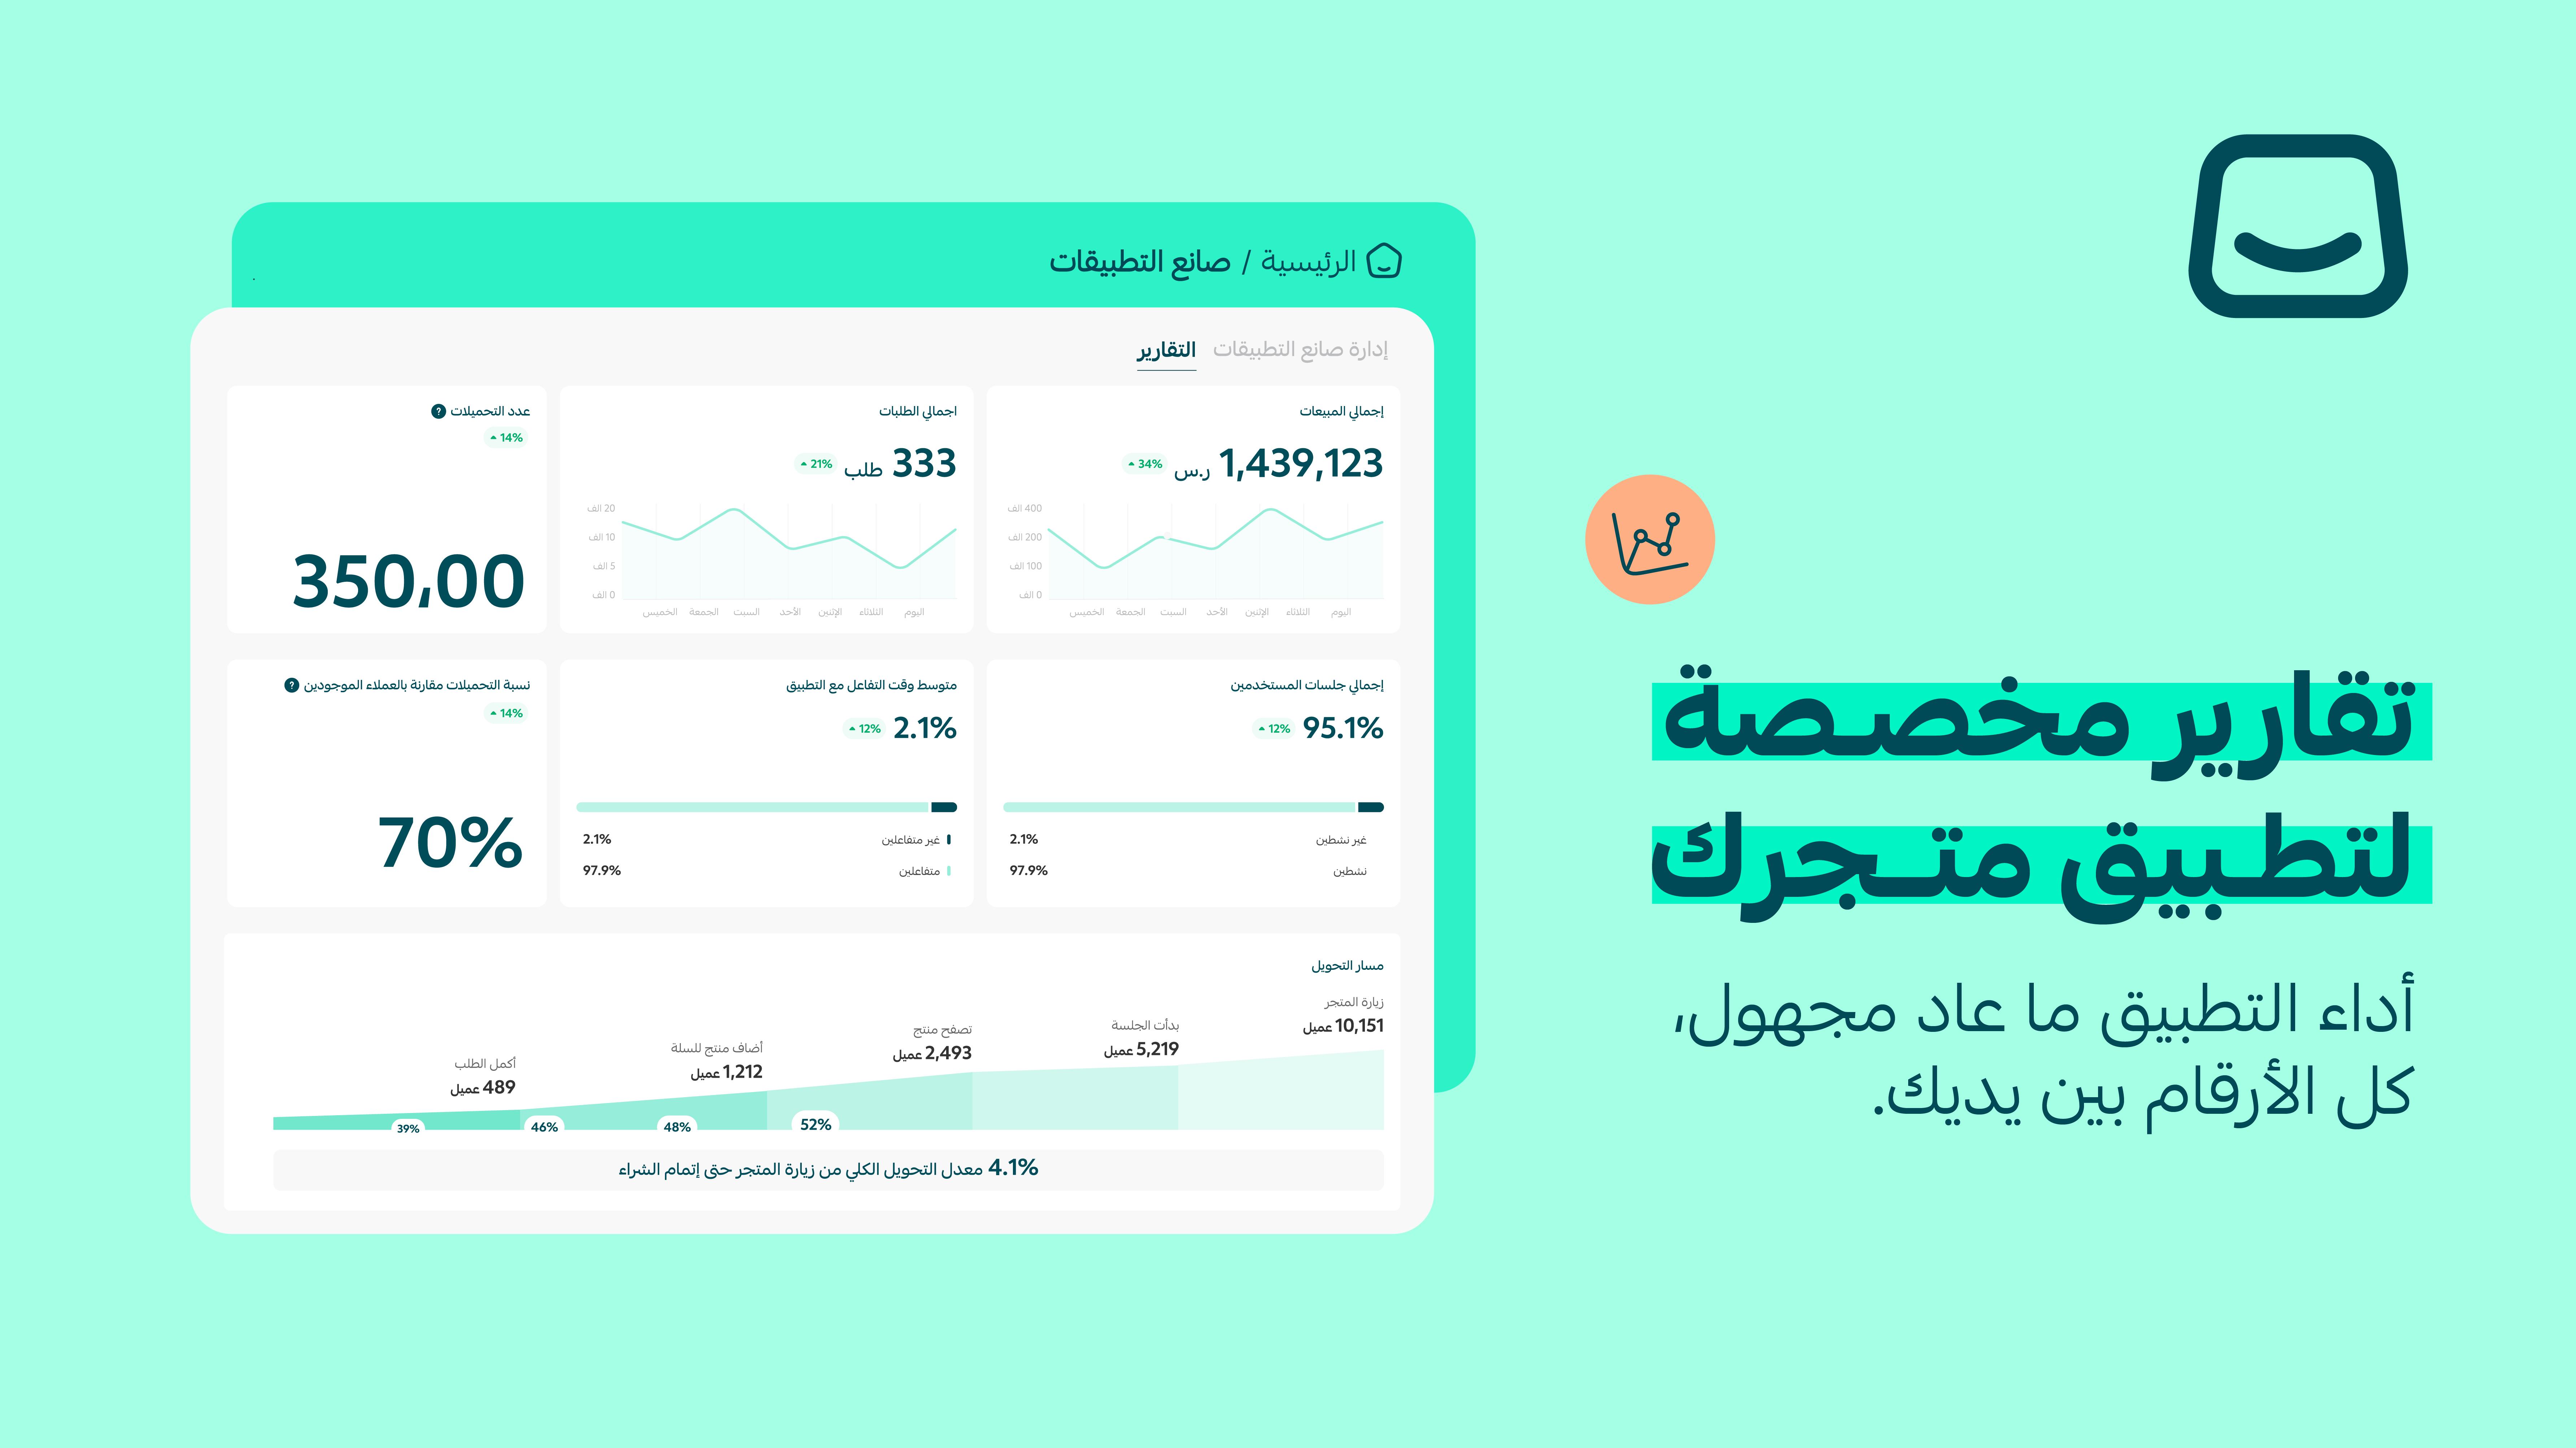 تقارير مخصصة
لتطبيق متجرك
أداء التطبيق ما عاد مجهول،
كل الأرقام بين يديك.
الرئيسية / صانع التطبيقات
إدارة صانع التطبيقات
التقارير
إجمالي المبيعات
1,439,123 ر.س 34%
400 الف
200 الف
100 الف
0 الف
الخميس الجمعة السبت الأحد الإثنين الثلاثاء اليوم
اجمالي الطلبات
333 طلب 21%
20 الف
10 الف
5 الف
0 الف
الخميس الجمعة السبت الأحد الإثنين الثلاثاء اليوم
عدد التحميلات ?
14%
350،00
إجمالي جلسات المستخدمين
95.1% 12%
غير نشطين 2.1%
نشطين 97.9%
متوسط وقت التفاعل مع التطبيق
2.1% 12%
غير متفاعلين 2.1%
متفاعلين 97.9%
نسبة التحميلات مقارنة بالعملاء الموجودين ?
14%
70%
مسار التحويل
زيارة المتجر
10,151 عميل
بدأت الجلسة
5,219 عميل
تصفح منتج
2,493 عميل
أضاف منتج للسلة
1,212 عميل
أكمل الطلب
489 عميل
52%
48%
46%
39%
4.1% معدل التحويل الكلي من زيارة المتجر حتى إتمام الشراء